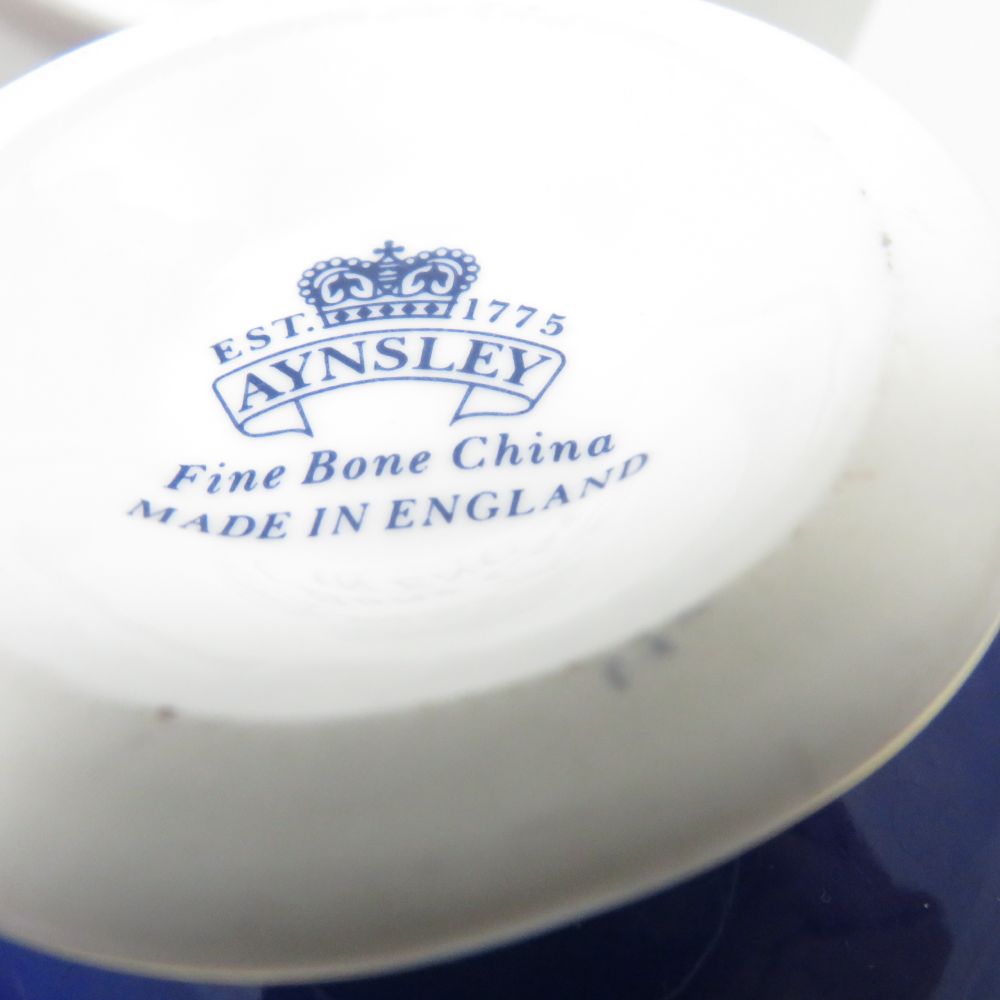 EST. 1775
AYNSLEY
Fine Bone China
MADE IN ENGLAND